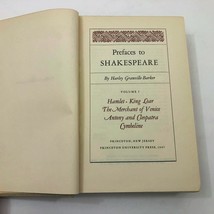 Prefaces to
SHAKESPEARE
By Harley Granville-Barker
VOLUME I
Hamlet · King Lear
The Merchant of Venice
Antony and Cleopatra
Cymbeline
PRINCETON, NEW JERSEY
PRINCETON UNIVERSITY PRESS,